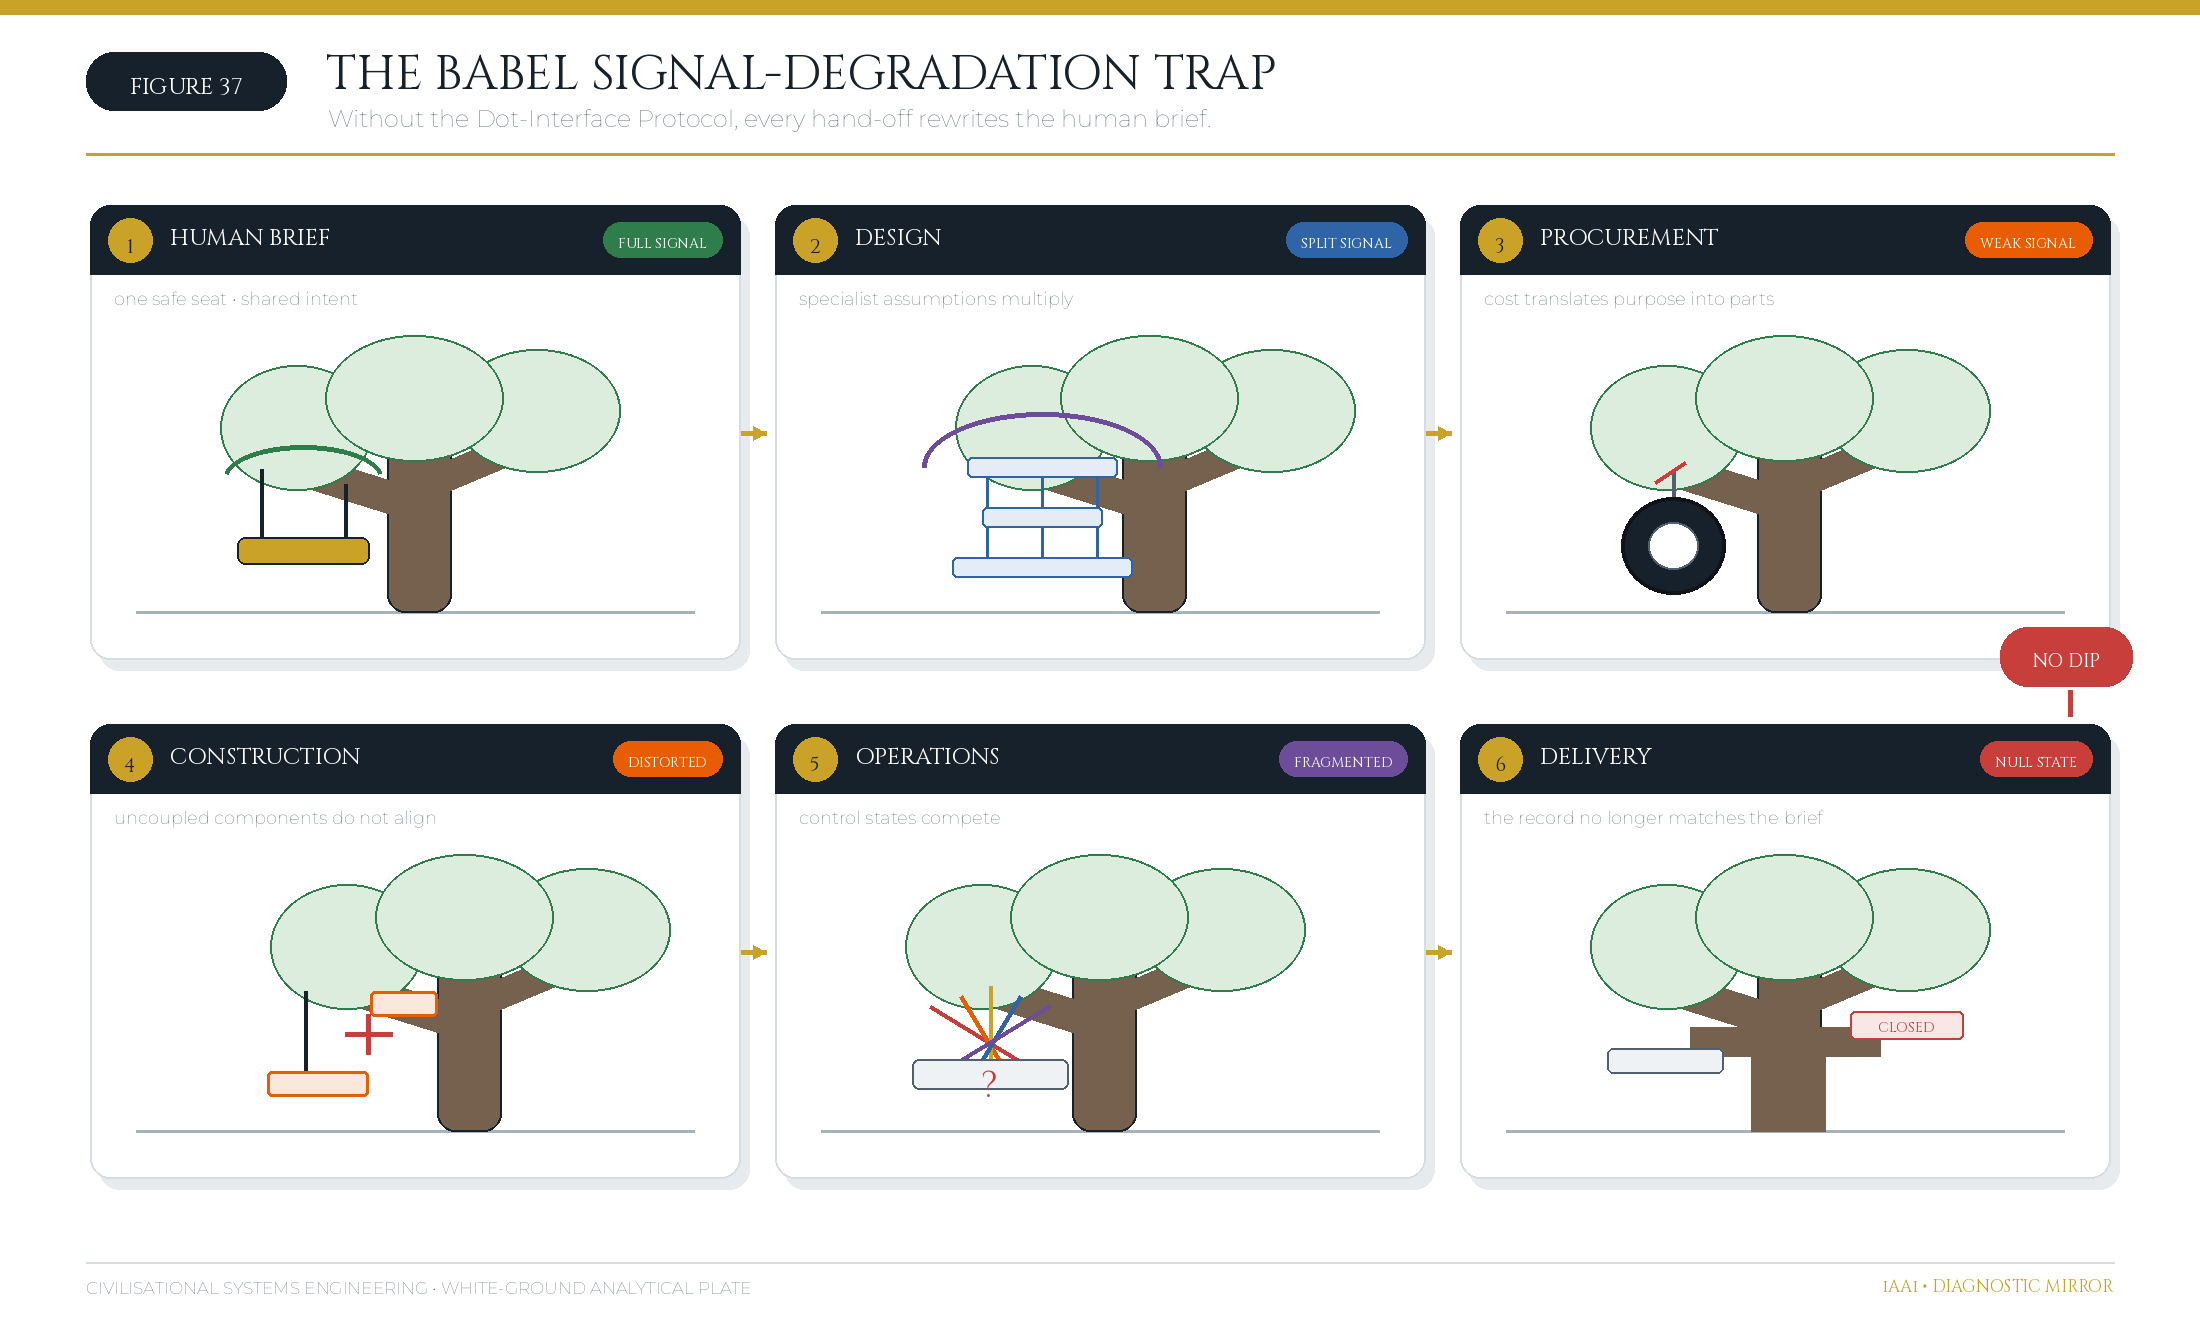 FIGURE 37
THE BABEL SIGNAL-DEGRADATION TRAP
Without the Dot-Interface Protocol, every hand-off rewrites the human brief.
1 HUMAN BRIEF FULL SIGNAL
one safe seat · shared intent
2 DESIGN SPLIT SIGNAL
specialist assumptions multiply
3 PROCUREMENT WEAK SIGNAL
cost translates purpose into parts
NO DIP
4 CONSTRUCTION DISTORTED
uncoupled components do not align
5 OPERATIONS FRAGMENTED
control states compete
?
6 DELIVERY NULL STATE
the record no longer matches the brief
CLOSED
CIVILISATIONAL SYSTEMS ENGINEERING · WHITE-GROUND ANALYTICAL PLATE
IAAI • DIAGNOSTIC MIRROR